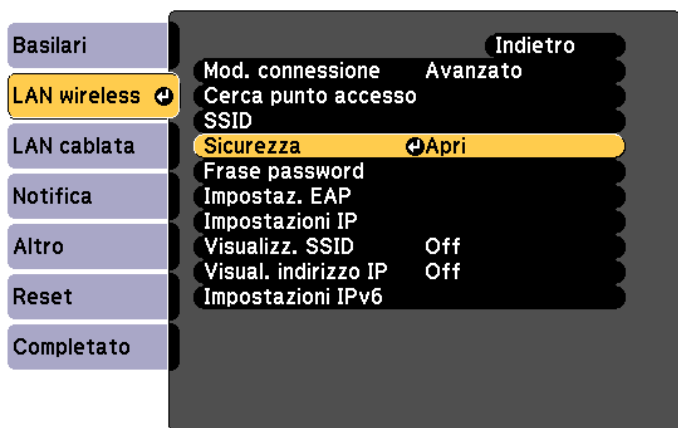 Basilari
LAN wireless
LAN cablata
Notifica
Altro
Reset
Completato
Indietro
Mod. connessione Avanzato
Cerca punto accesso
SSID
Sicurezza Apri
Frase password
Impostaz. EAP
Impostazioni IP
Visualizz. SSID Off
Visual. indirizzo IP Off
Impostazioni IPv6